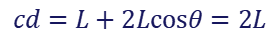 cd = L + 2Lcosθ = 2L